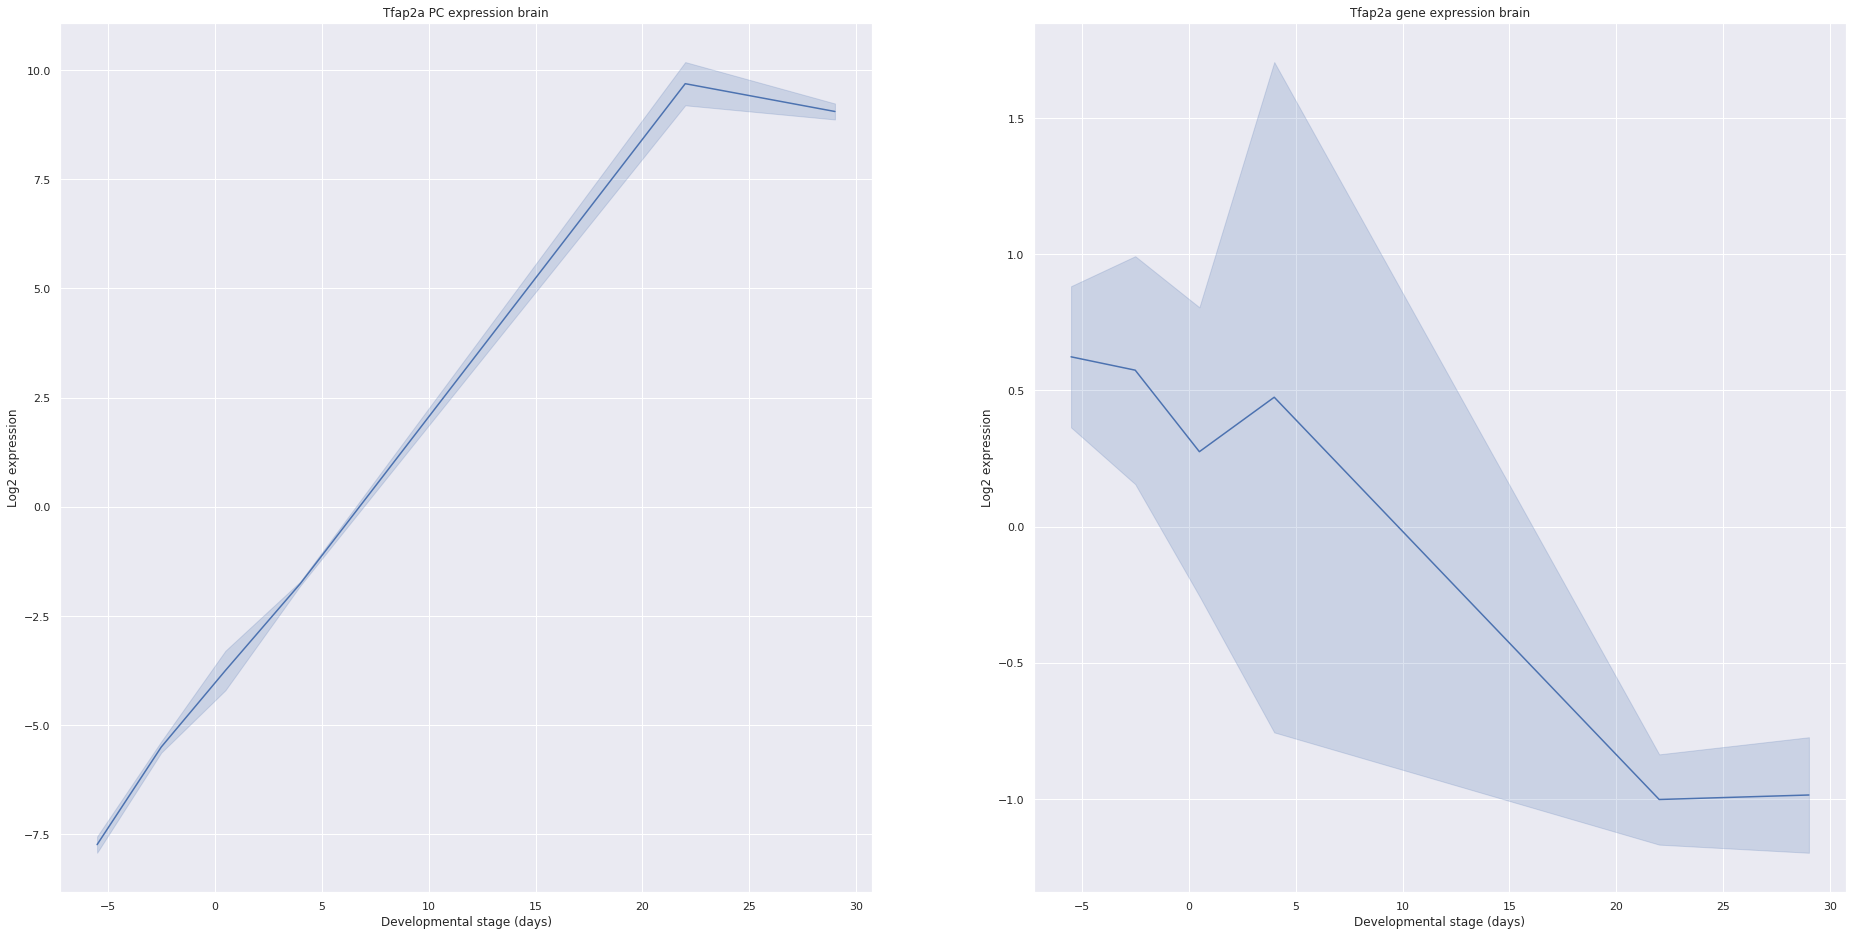 Tfap2a PC expression brain
Log2 expression
10.0
7.5
5.0
2.5
0.0
−2.5
−5.0
−7.5
−5 0 5 10 15 20 25 30
Developmental stage (days)
Tfap2a gene expression brain
Log2 expression
1.5
1.0
0.5
0.0
−0.5
−1.0
−5 0 5 10 15 20 25 30
Developmental stage (days)